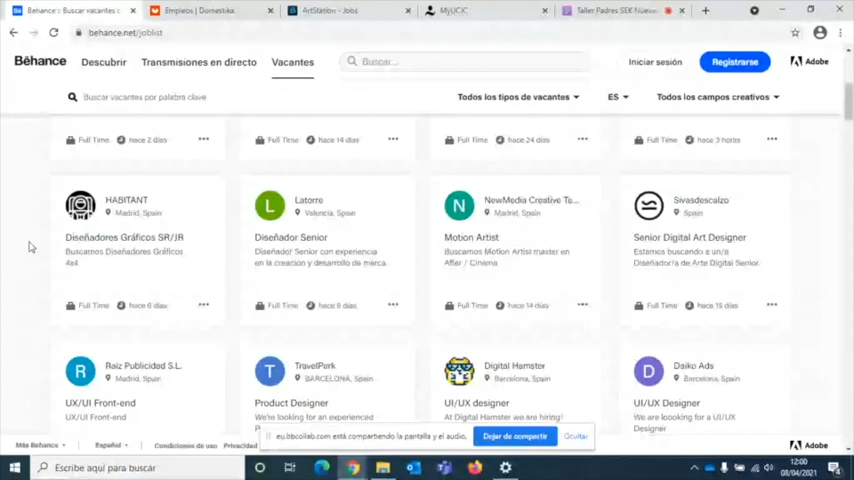 Behance :: Buscar vacantes c
Empleos | Domestika
ArtStation - Jobs
MyUCJC
Taller Padres SEK Nuevo
behance.net/joblist
Bēhance
Descubrir
Transmisiones en directo
Vacantes
Buscar...
Iniciar sesión
Registrarse
Adobe
Buscar vacantes por palabra clave
Todos los tipos de vacantes
ES
Todos los campos creativos
Full Time hace 2 días
Full Time hace 14 días
Full Time hace 24 días
Full Time hace 3 horas
HABITANT
Madrid, Spain
Diseñadores Gráficos SR/JR
Buscamos Diseñadores Gráficos
4x4
Full Time hace 6 días
L
Latorre
Valencia, Spain
Diseñador Senior
Diseñador Senior con experiencia
en la creación y desarrollo de marca.
Full Time hace 8 días
N
NewMedia Creative Te...
Madrid, Spain
Motion Artist
Buscamos Motion Artist master en
After / Cinema
Full Time hace 14 días
Sivasdescalzo
Spain
Senior Digital Art Designer
Estamos buscando a un/a
Diseñador/a de Arte Digital Senior.
Full Time hace 15 días
R
Raiz Publicidad S.L.
Madrid, Spain
UX/UI Front-end
UX/UI Front-end
T
TravelPerk
BARCELONA, Spain
Product Designer
We're looking for an experienced
Digital Hamster
Barcelona, Spain
UI/UX designer
At Digital Hamster we are hiring!
D
Daiko Ads
Barcelona, Spain
UI/UX Designer
We are loooking for a UI/UX
Designer
Más Behance
Español
Condiciones de uso
Privacidad
eu.bbcollab.com está compartiendo la pantalla y el audio.
Dejar de compartir
Ocultar
Adobe
Escribe aquí para buscar
12:00
08/04/2021
4